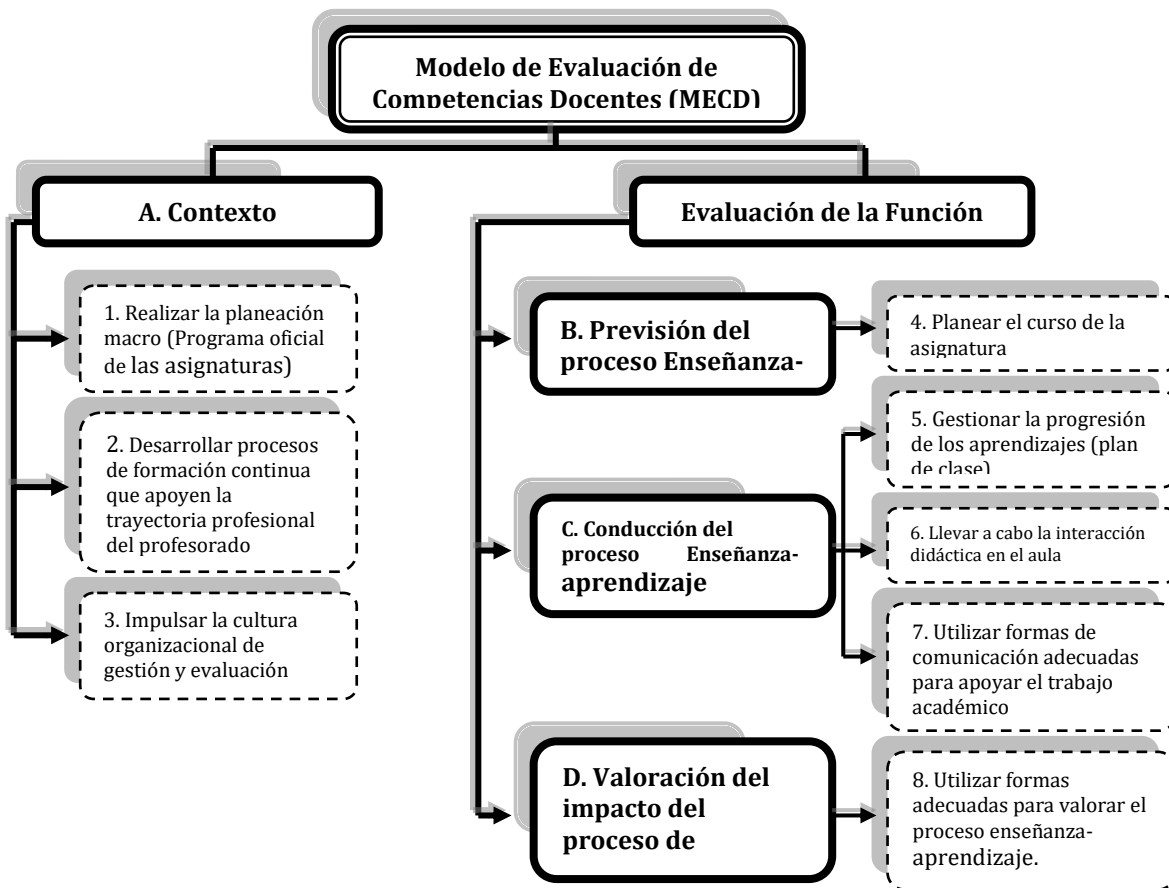 Modelo de Evaluación de
Competencias Docentes (MECD)
A. Contexto
1. Realizar la planeación
macro (Programa oficial
de las asignaturas)
2. Desarrollar procesos
de formación continua
que apoyen la
trayectoria profesional
del profesorado
3. Impulsar la cultura
organizacional de
gestión y evaluación
Evaluación de la Función
B. Previsión del
proceso Enseñanza-
4. Planear el curso de la
asignatura
C. Conducción del
proceso Enseñanza-
aprendizaje
5. Gestionar la progresión
de los aprendizajes (plan
de clase)
6. Llevar a cabo la interacción
didáctica en el aula
7. Utilizar formas de
comunicación adecuadas
para apoyar el trabajo
académico
D. Valoración del
impacto del
proceso de
8. Utilizar formas
adecuadas para valorar el
proceso enseñanza-
aprendizaje.